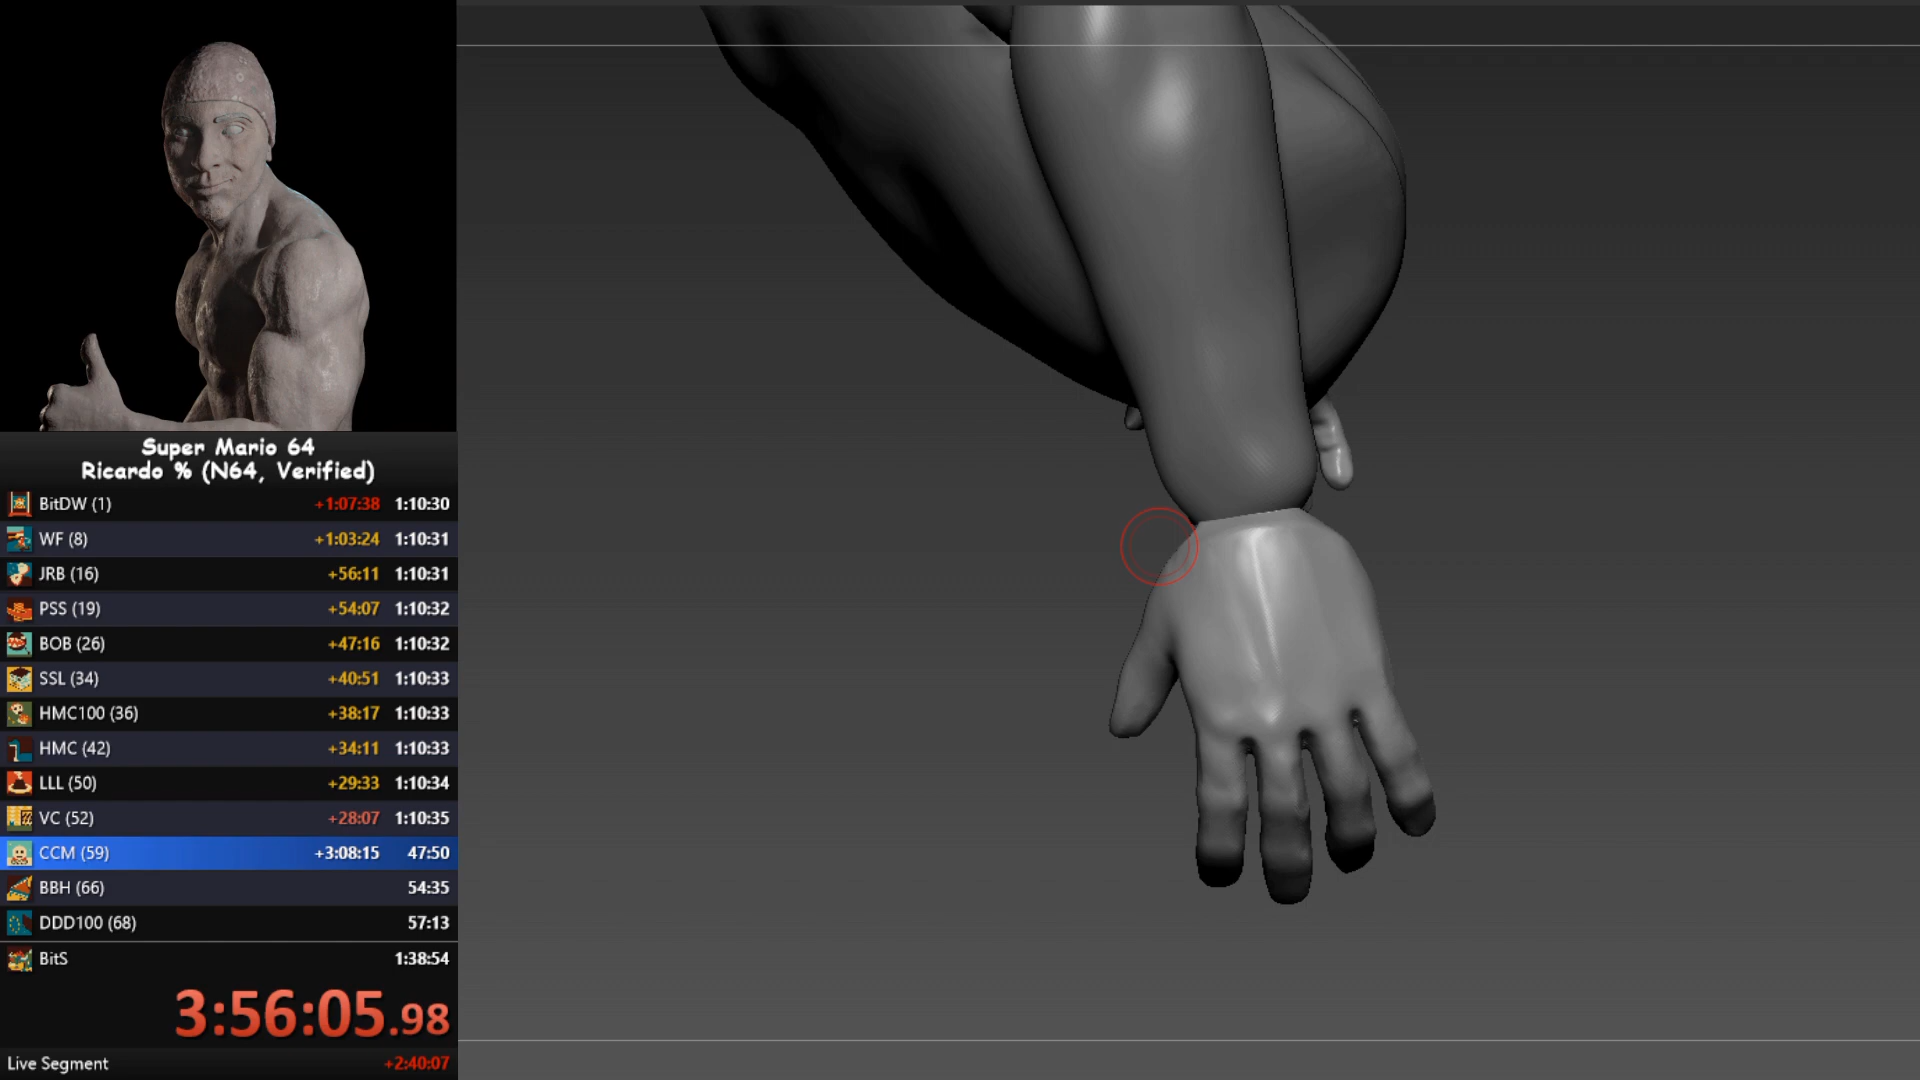 Super Mario 64
Ricardo % (N64, Verified)
BitDW (1) +1:07:38 1:10:30
WF (8) +1:03:24 1:10:31
JRB (16) +56:11 1:10:31
PSS (19) +54:07 1:10:32
BOB (26) +47:16 1:10:32
SSL (34) +40:51 1:10:33
HMC100 (36) +38:17 1:10:33
HMC (42) +34:11 1:10:33
LLL (50) +29:33 1:10:34
VC (52) +28:07 1:10:35
CCM (59) +3:08:15 47:50
BBH (66) 54:35
DDD100 (68) 57:13
BitS 1:38:54
3:56:05.98
Live Segment +2:40:07